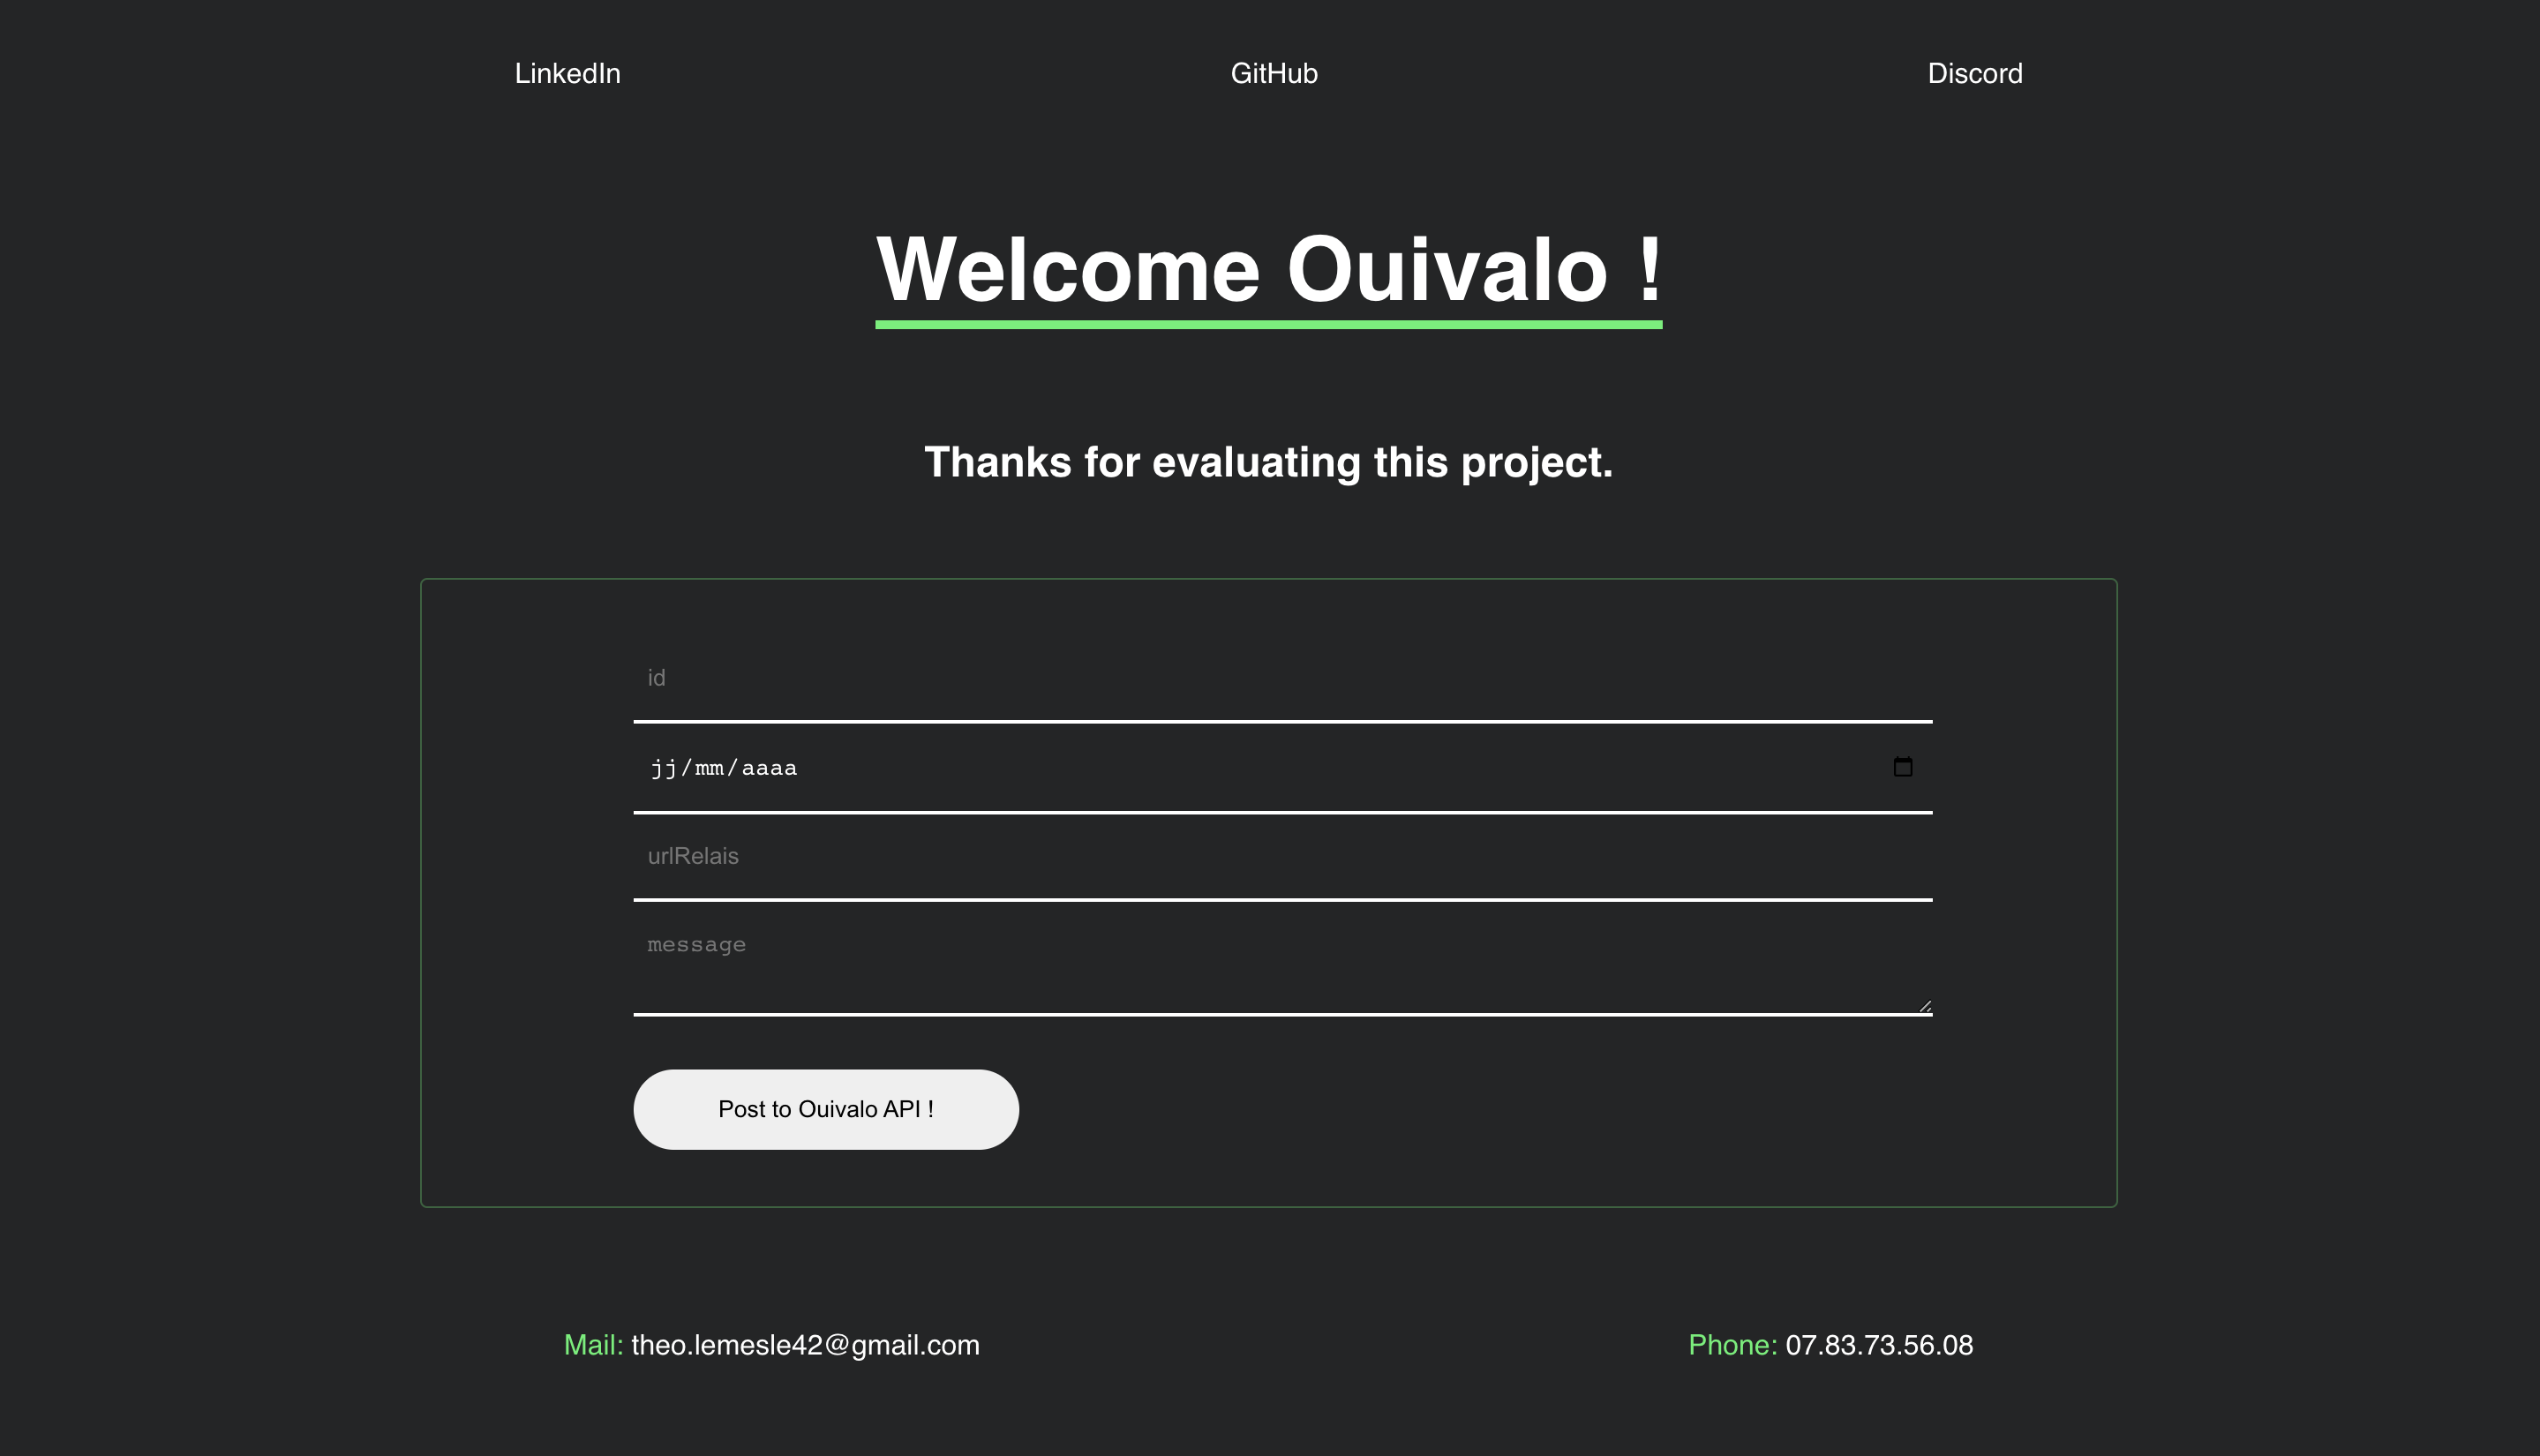 LinkedIn GitHub Discord
Welcome Ouivalo !
Thanks for evaluating this project.
id
jj/mm/aaaa
urlRelais
message
Post to Ouivalo API !
Mail: theo.lemesle42@gmail.com Phone: 07.83.73.56.08